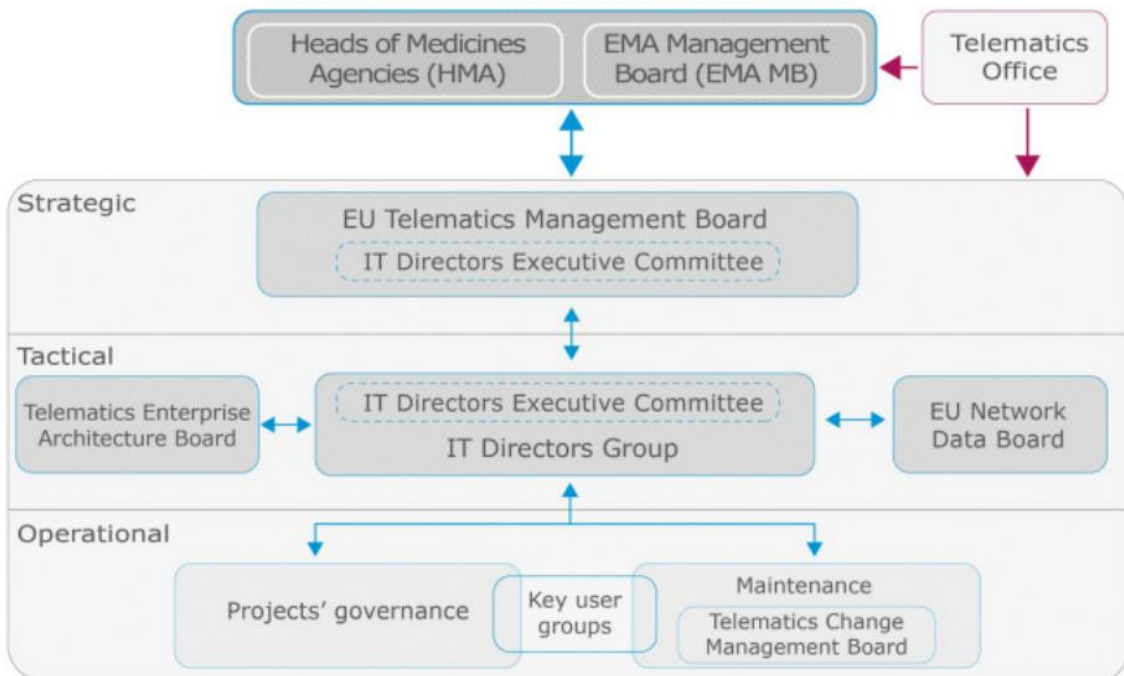 Heads of Medicines
Agencies (HMA)
EMA Management
Board (EMA MB)
Telematics
Office
Strategic
EU Telematics Management Board
IT Directors Executive Committee
Tactical
Telematics Enterprise
Architecture Board
IT Directors Executive Committee
IT Directors Group
EU Network
Data Board
Operational
Projects’ governance
Key user
groups
Maintenance
Telematics Change
Management Board